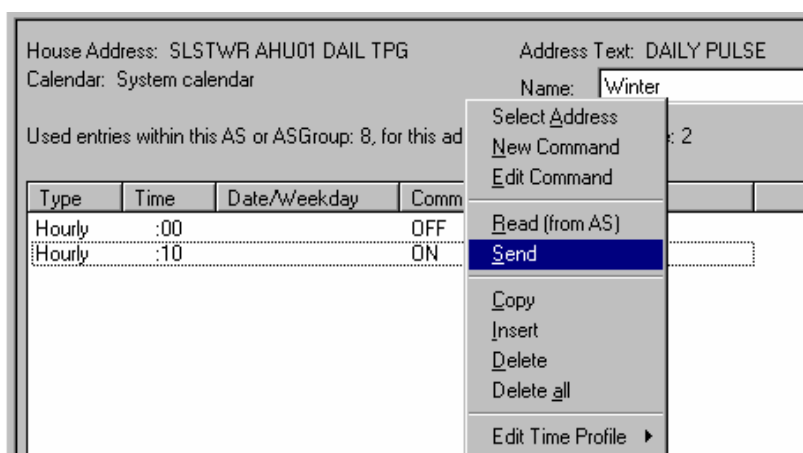 House Address: SLSTWR AHU01 DAIL TPG Address Text: DAILY PULSE
Calendar: System calendar Name: Winter
Select Address
Used entries within this AS or ASGroup: 8, for this ad New Command : 2
Edit Command
Type Time Date/Weekday Comm
Hourly :00 OFF Read (from AS)
Hourly :10 ON Send
Copy
Insert
Delete
Delete all
Edit Time Profile